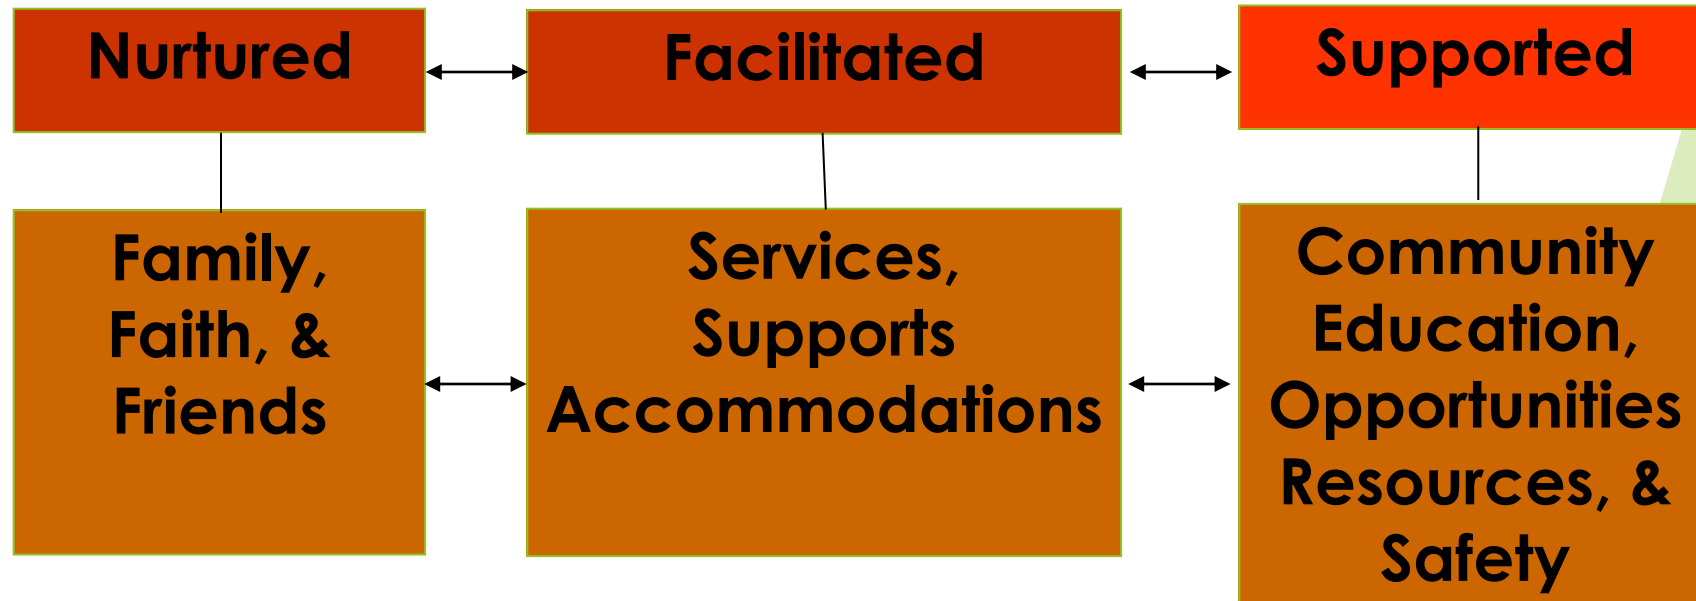 Nurtured
Facilitated
Supported
Family,
Faith, &
Friends
Services,
Supports
Accommodations
Community
Education,
Opportunities
Resources, &
Safety